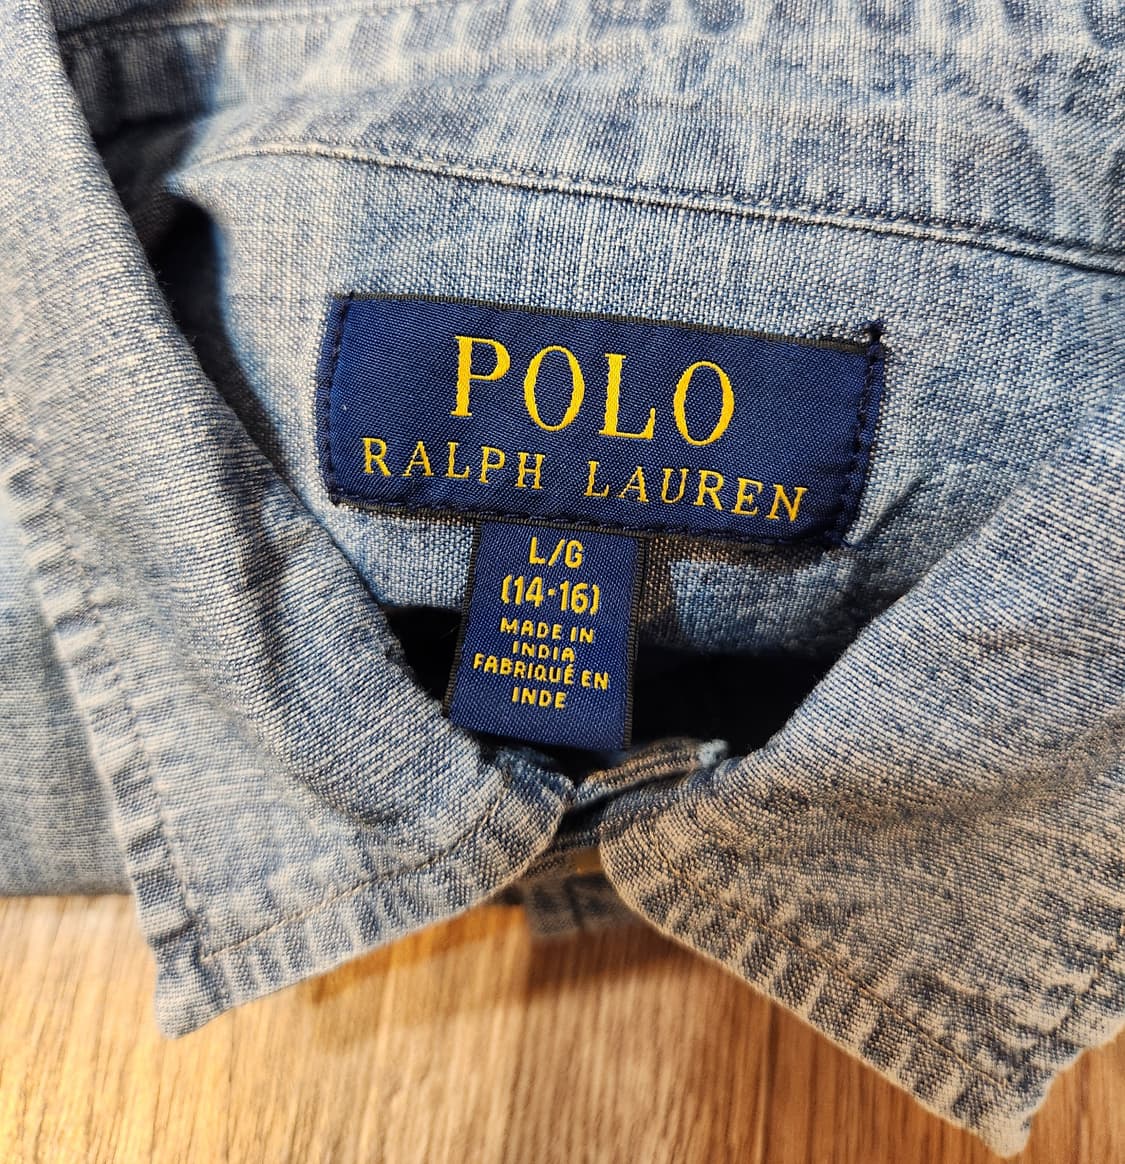 POLO
RALPH LAUREN
L/G
(14-16)
MADE IN
INDIA
FABRIQUÉ EN
INDE